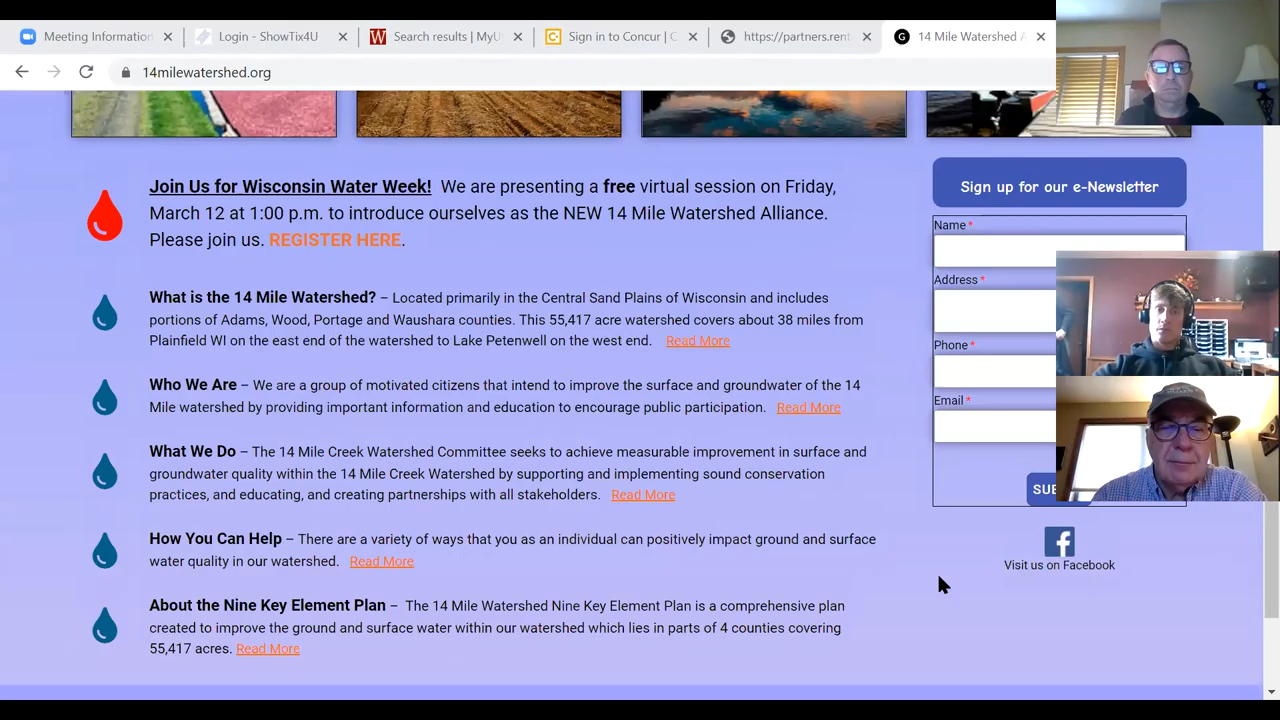 Meeting Information
Login - ShowTix4U
Search results | MyU
Sign in to Concur | C
https://partners.rent
14 Mile Watershed A
14milewatershed.org
Join Us for Wisconsin Water Week! We are presenting a free virtual session on Friday,
March 12 at 1:00 p.m. to introduce ourselves as the NEW 14 Mile Watershed Alliance.
Please join us. REGISTER HERE.
What is the 14 Mile Watershed? – Located primarily in the Central Sand Plains of Wisconsin and includes
portions of Adams, Wood, Portage and Waushara counties. This 55,417 acre watershed covers about 38 miles from
Plainfield WI on the east end of the watershed to Lake Petenwell on the west end. Read More
Who We Are – We are a group of motivated citizens that intend to improve the surface and groundwater of the 14
Mile watershed by providing important information and education to encourage public participation. Read More
What We Do – The 14 Mile Creek Watershed Committee seeks to achieve measurable improvement in surface and
groundwater quality within the 14 Mile Creek Watershed by supporting and implementing sound conservation
practices, and educating, and creating partnerships with all stakeholders. Read More
How You Can Help – There are a variety of ways that you as an individual can positively impact ground and surface
water quality in our watershed. Read More
About the Nine Key Element Plan – The 14 Mile Watershed Nine Key Element Plan is a comprehensive plan
created to improve the ground and surface water within our watershed which lies in parts of 4 counties covering
55,417 acres. Read More
Sign up for our e-Newsletter
Name *
Address *
Phone *
Email *
SUB
Visit us on Facebook